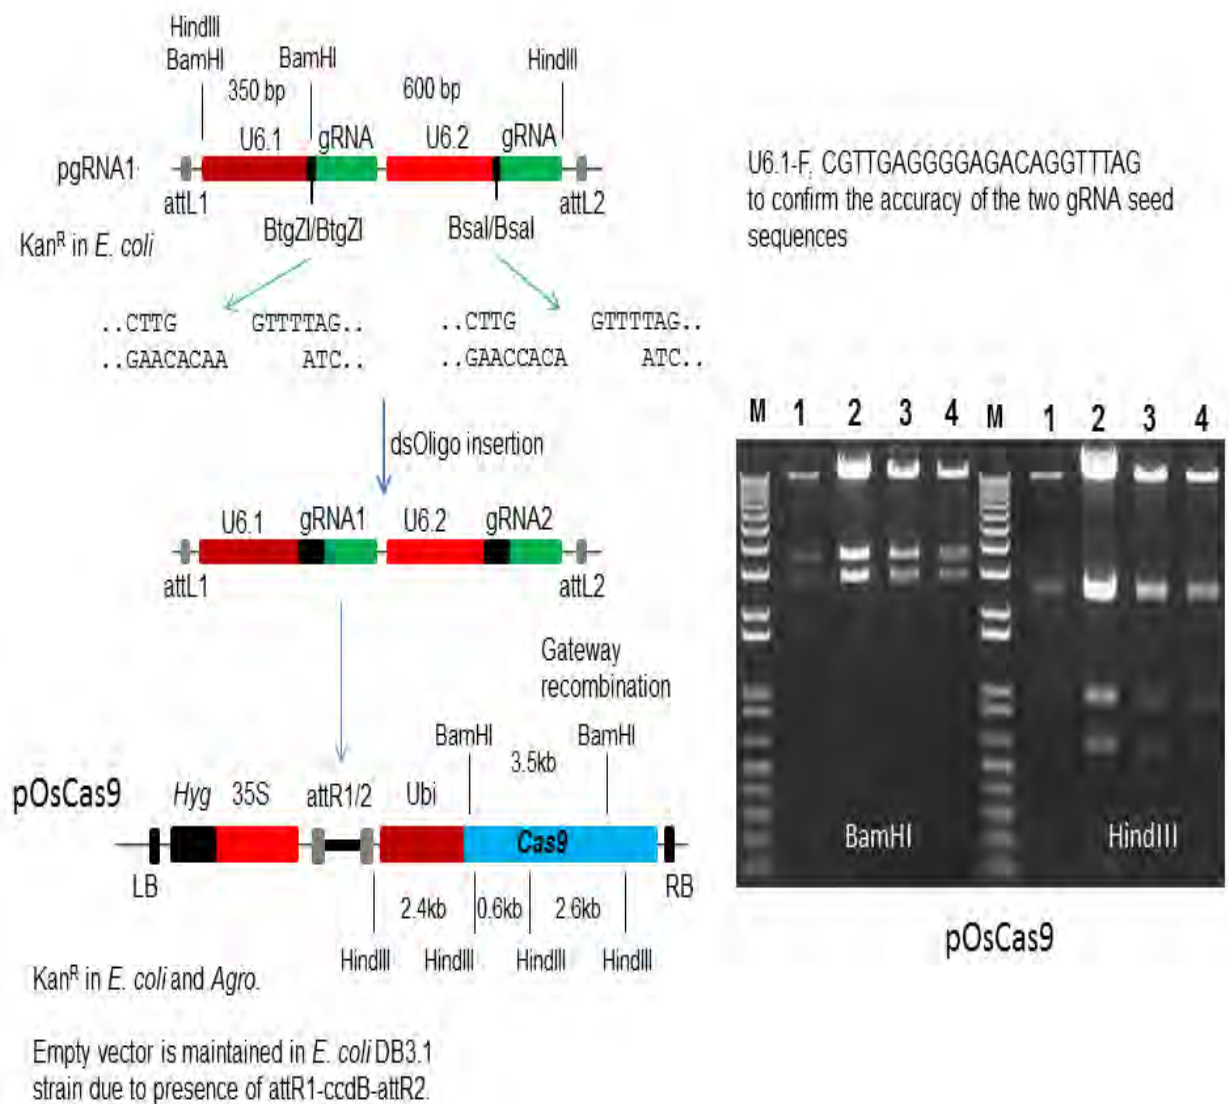 HindIII
BamHI BamHI HindIII
350 bp 600 bp
U6.1 gRNA U6.2 gRNA
pgRNA1
attL1 attL2
BtgZI/BtgZI BsaI/BsaI
Kan^R in E. coli
..CTTG GTTTTAG.. ..CTTG GTTTTAG..
..GAACACAA ATC.. ..GAACCACA ATC..
dsOligo insertion
U6.1 gRNA1 U6.2 gRNA2
attL1 attL2
Gateway
recombination
BamHI BamHI
3.5kb
pOsCas9 Hyg 35S attR1/2 Ubi
Cas9
LB RB
2.4kb 0.6kb 2.6kb
HindIII HindIII HindIII HindIII
Kan^R in E. coli and Agro.
Empty vector is maintained in E. coli DB3.1
strain due to presence of attR1-ccdB-attR2.
U6.1-F, CGTTGAGGGGAGACAGGTTTAG
to confirm the accuracy of the two gRNA seed
sequences
M 1 2 3 4 M 1 2 3 4
BamHI HindIII
pOsCas9